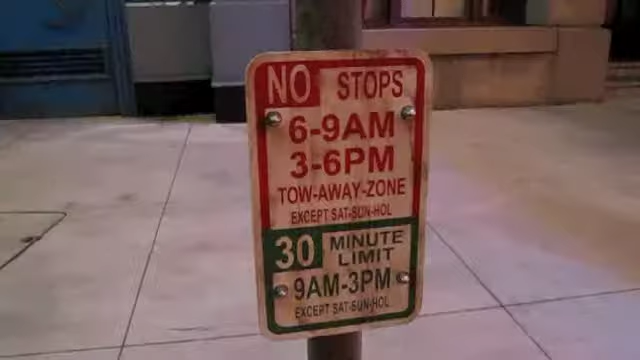 NO STOPS
6-9AM
3-6PM
TOW-AWAY-ZONE
EXCEPT SAT-SUN-HOL
30 MINUTE LIMIT
9AM-3PM
EXCEPT SAT-SUN-HOL